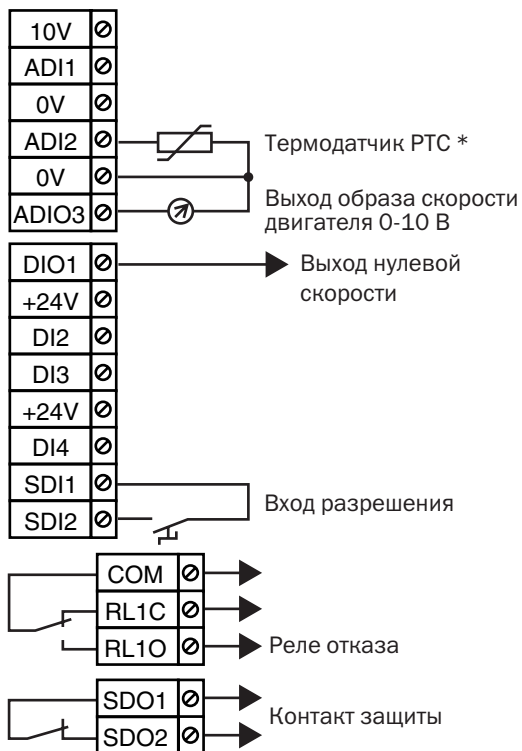 10V
ADI1
0V
ADI2
Термодатчик PTC *
0V
ADIO3
Выход образа скорости
двигателя 0-10 В
DIO1
Выход нулевой
скорости
+24V
DI2
DI3
+24V
DI4
SDI1
SDI2
Вход разрешения
COM
RL1C
RL1O
Реле отказа
SDO1
SDO2
Контакт защиты